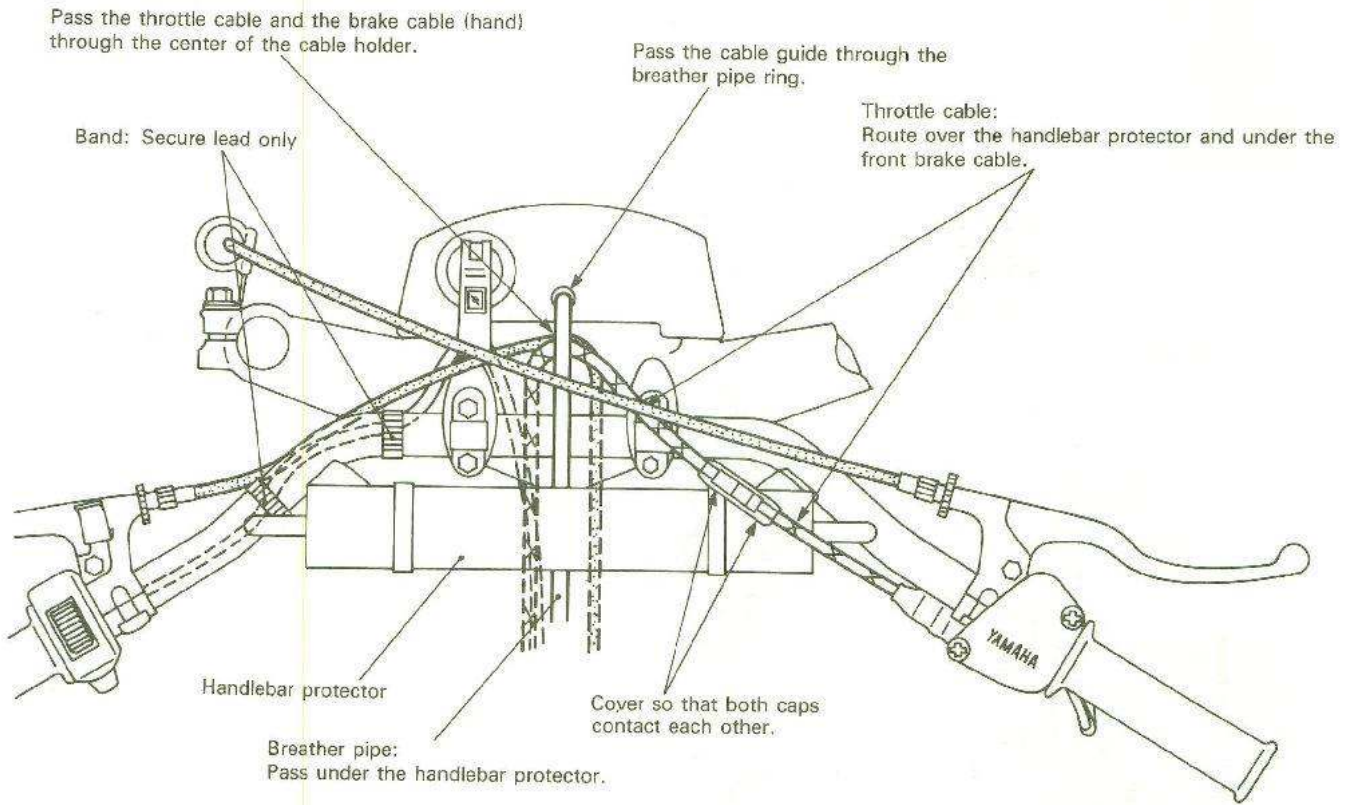 Pass the throttle cable and the brake cable (hand)
through the center of the cable holder.
Pass the cable guide through the
breather pipe ring.
Throttle cable:
Route over the handlebar protector and under the
front brake cable.
Band: Secure lead only
YAMAHA
Handlebar protector
Cover so that both caps
contact each other.
Breather pipe:
Pass under the handlebar protector.